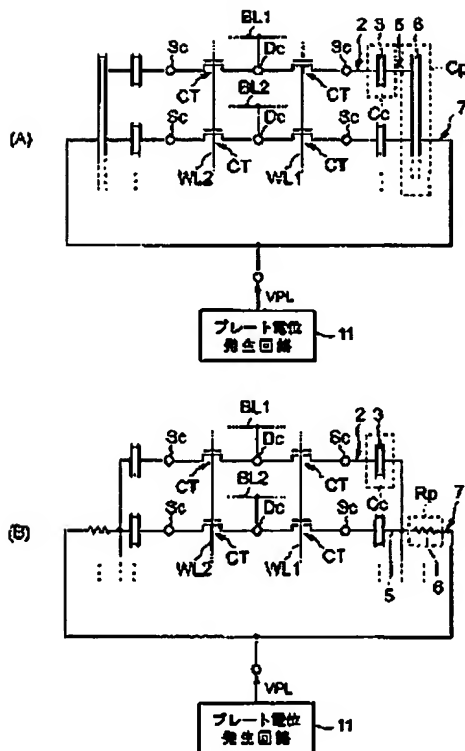 BL1
Sc Dc Sc 2 3 5 6 Cp
CT CT
BL2
(A) Sc Dc Sc Cc 7
WL2 CT WL1 CT
VPL
プレート電位
発生回路 11
BL1
Sc Dc Sc 2 3
CT CT
BL2 Cc
(B) Sc Dc Sc Rp 7
WL2 CT WL1 CT 5 6
VPL
プレート電位
発生回路 11